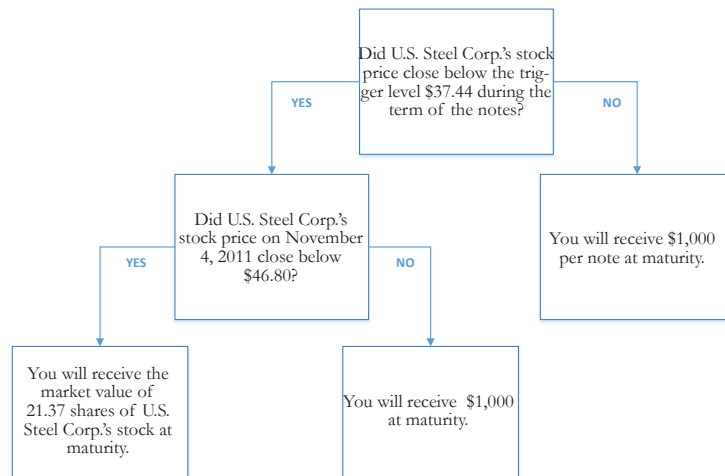 Did U.S. Steel Corp.'s stock
price close below the trig-
ger level $37.44 during the
term of the notes?
YES
NO
Did U.S. Steel Corp.'s
stock price on November
4, 2011 close below
$46.80?
You will receive $1,000
per note at maturity.
YES
NO
You will receive the
market value of
21.37 shares of U.S.
Steel Corp.'s stock at
maturity.
You will receive $1,000
at maturity.